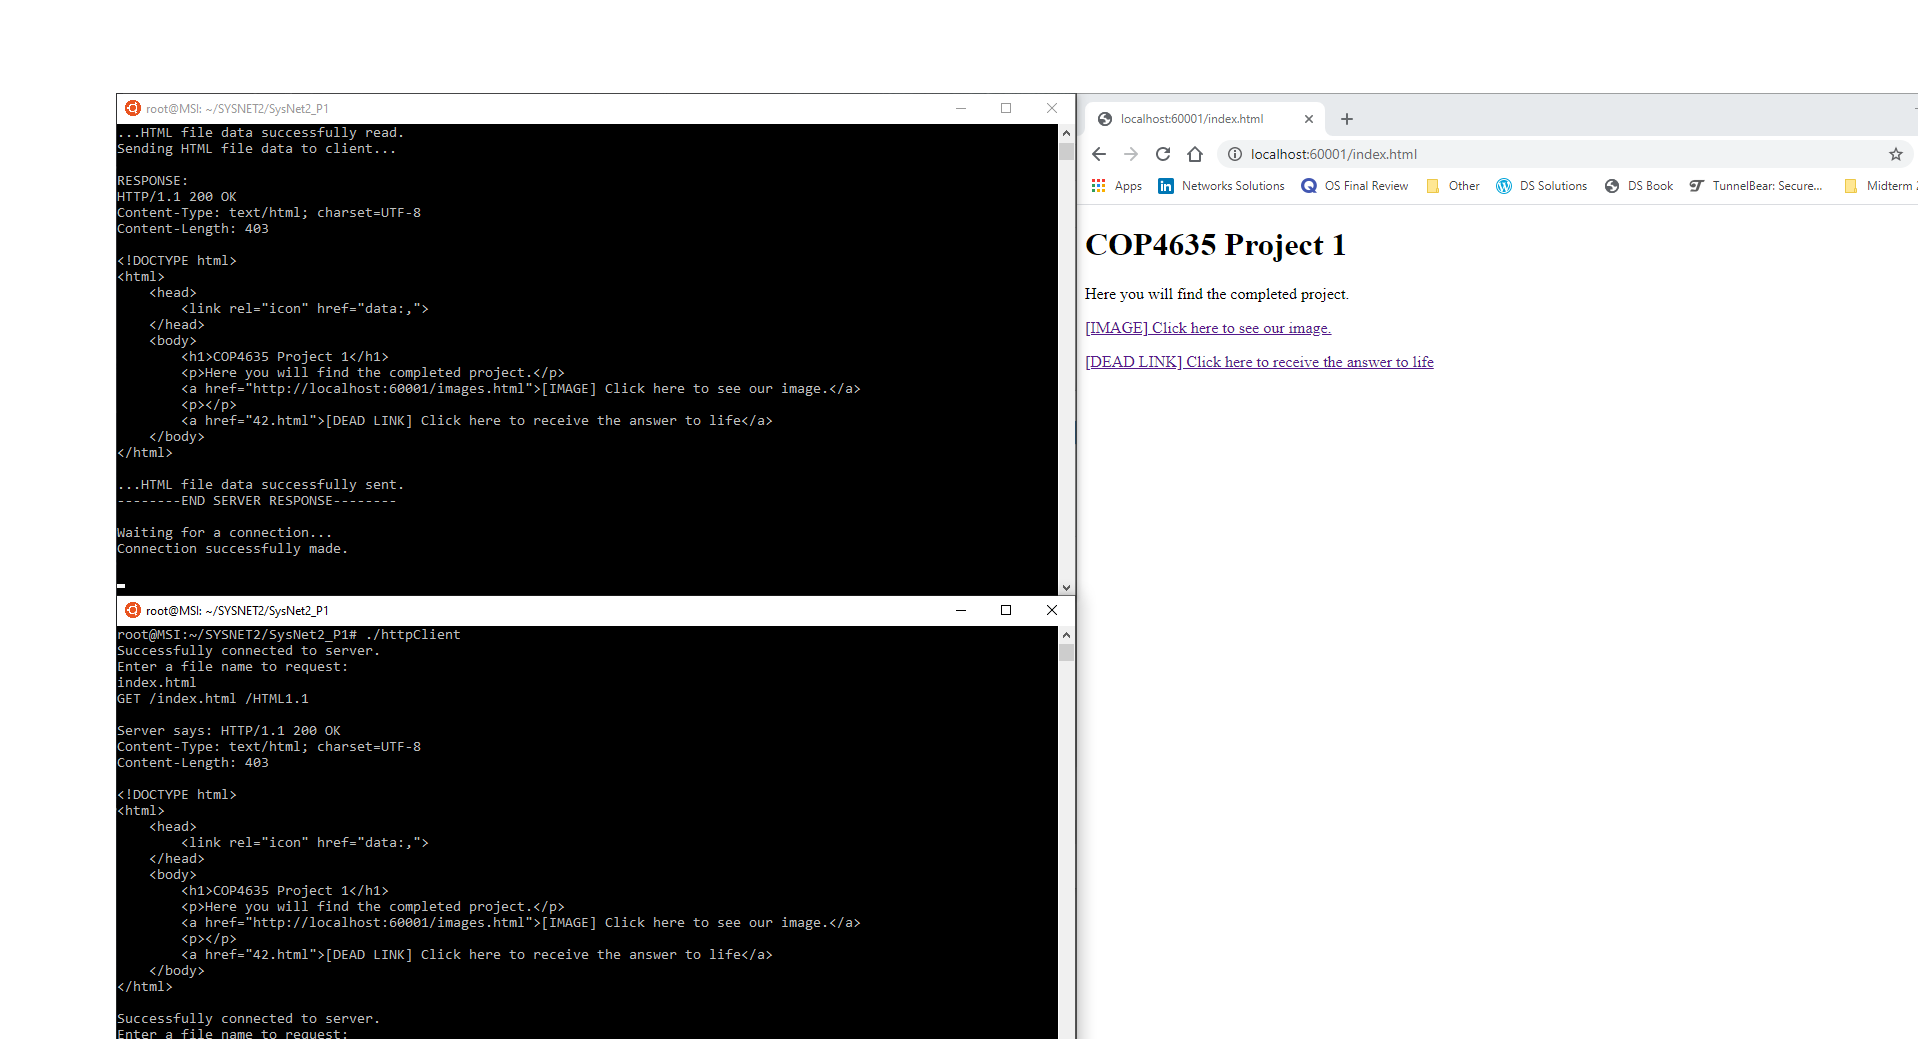 root@MSI: ~/SYSNET2/SysNet2_P1
...HTML file data successfully read.
Sending HTML file data to client...
RESPONSE:
HTTP/1.1 200 OK
Content-Type: text/html; charset=UTF-8
Content-Length: 403
<!DOCTYPE html>
<html>
<head>
<link rel="icon" href="data:,">
</head>
<body>
<h1>COP4635 Project 1</h1>
<p>Here you will find the completed project.</p>
<a href="http://localhost:60001/images.html">[IMAGE] Click here to see our image.</a>
<p></p>
<a href="42.html">[DEAD LINK] Click here to receive the answer to life</a>
</body>
</html>
...HTML file data successfully sent.
--------END SERVER RESPONSE--------
Waiting for a connection...
Connection successfully made.
root@MSI: ~/SYSNET2/SysNet2_P1
root@MSI:~/SYSNET2/SysNet2_P1# ./httpClient
Successfully connected to server.
Enter a file name to request:
index.html
GET /index.html /HTML1.1
Server says: HTTP/1.1 200 OK
Content-Type: text/html; charset=UTF-8
Content-Length: 403
<!DOCTYPE html>
<html>
<head>
<link rel="icon" href="data:,">
</head>
<body>
<h1>COP4635 Project 1</h1>
<p>Here you will find the completed project.</p>
<a href="http://localhost:60001/images.html">[IMAGE] Click here to see our image.</a>
<p></p>
<a href="42.html">[DEAD LINK] Click here to receive the answer to life</a>
</body>
</html>
Successfully connected to server.
Enter a file name to request:
localhost:60001/index.html
localhost:60001/index.html
Apps in Networks Solutions Q OS Final Review Other DS Solutions DS Book TunnelBear: Secure... Midterm
COP4635 Project 1
Here you will find the completed project.
[IMAGE] Click here to see our image.
[DEAD LINK] Click here to receive the answer to life